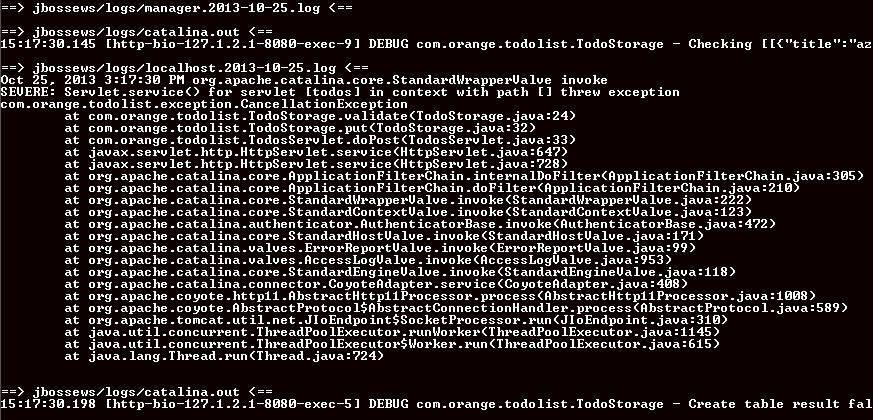 ==> jbossews/logs/manager.2013-10-25.log <==
==> jbossews/logs/catalina.out <==
15:17:30.145 [http-bio-127.1.2.1-8080-exec-9] DEBUG com.orange.todolist.TodoStorage - Checking [[{"title":"az
==> jbossews/logs/localhost.2013-10-25.log <==
Oct 25, 2013 3:17:30 PM org.apache.catalina.core.StandardWrapperValve invoke
SEVERE: Servlet.service() for servlet [todos] in context with path [] threw exception
com.orange.todolist.exception.CancellationException
at com.orange.todolist.TodoStorage.validate(TodoStorage.java:24)
at com.orange.todolist.TodoStorage.put(TodoStorage.java:32)
at com.orange.todolist.TodosServlet.doPost(TodosServlet.java:33)
at javax.servlet.http.HttpServlet.service(HttpServlet.java:647)
at javax.servlet.http.HttpServlet.service(HttpServlet.java:728)
at org.apache.catalina.core.ApplicationFilterChain.internalDoFilter(ApplicationFilterChain.java:305)
at org.apache.catalina.core.ApplicationFilterChain.doFilter(ApplicationFilterChain.java:210)
at org.apache.catalina.core.StandardWrapperValve.invoke(StandardWrapperValve.java:222)
at org.apache.catalina.core.StandardContextValve.invoke(StandardContextValve.java:123)
at org.apache.catalina.authenticator.AuthenticatorBase.invoke(AuthenticatorBase.java:472)
at org.apache.catalina.core.StandardHostValve.invoke(StandardHostValve.java:171)
at org.apache.catalina.valves.ErrorReportValve.invoke(ErrorReportValve.java:99)
at org.apache.catalina.valves.AccessLogValve.invoke(AccessLogValve.java:953)
at org.apache.catalina.core.StandardEngineValve.invoke(StandardEngineValve.java:118)
at org.apache.catalina.connector.CoyoteAdapter.service(CoyoteAdapter.java:408)
at org.apache.coyote.http11.AbstractHttp11Processor.process(AbstractHttp11Processor.java:1008)
at org.apache.coyote.AbstractProtocol$AbstractConnectionHandler.process(AbstractProtocol.java:589)
at org.apache.tomcat.util.net.JIoEndpoint$SocketProcessor.run(JIoEndpoint.java:310)
at java.util.concurrent.ThreadPoolExecutor.runWorker(ThreadPoolExecutor.java:1145)
at java.util.concurrent.ThreadPoolExecutor$Worker.run(ThreadPoolExecutor.java:615)
at java.lang.Thread.run(Thread.java:724)
==> jbossews/logs/catalina.out <==
15:17:30.198 [http-bio-127.1.2.1-8080-exec-5] DEBUG com.orange.todolist.TodoStorage - Create table result fal